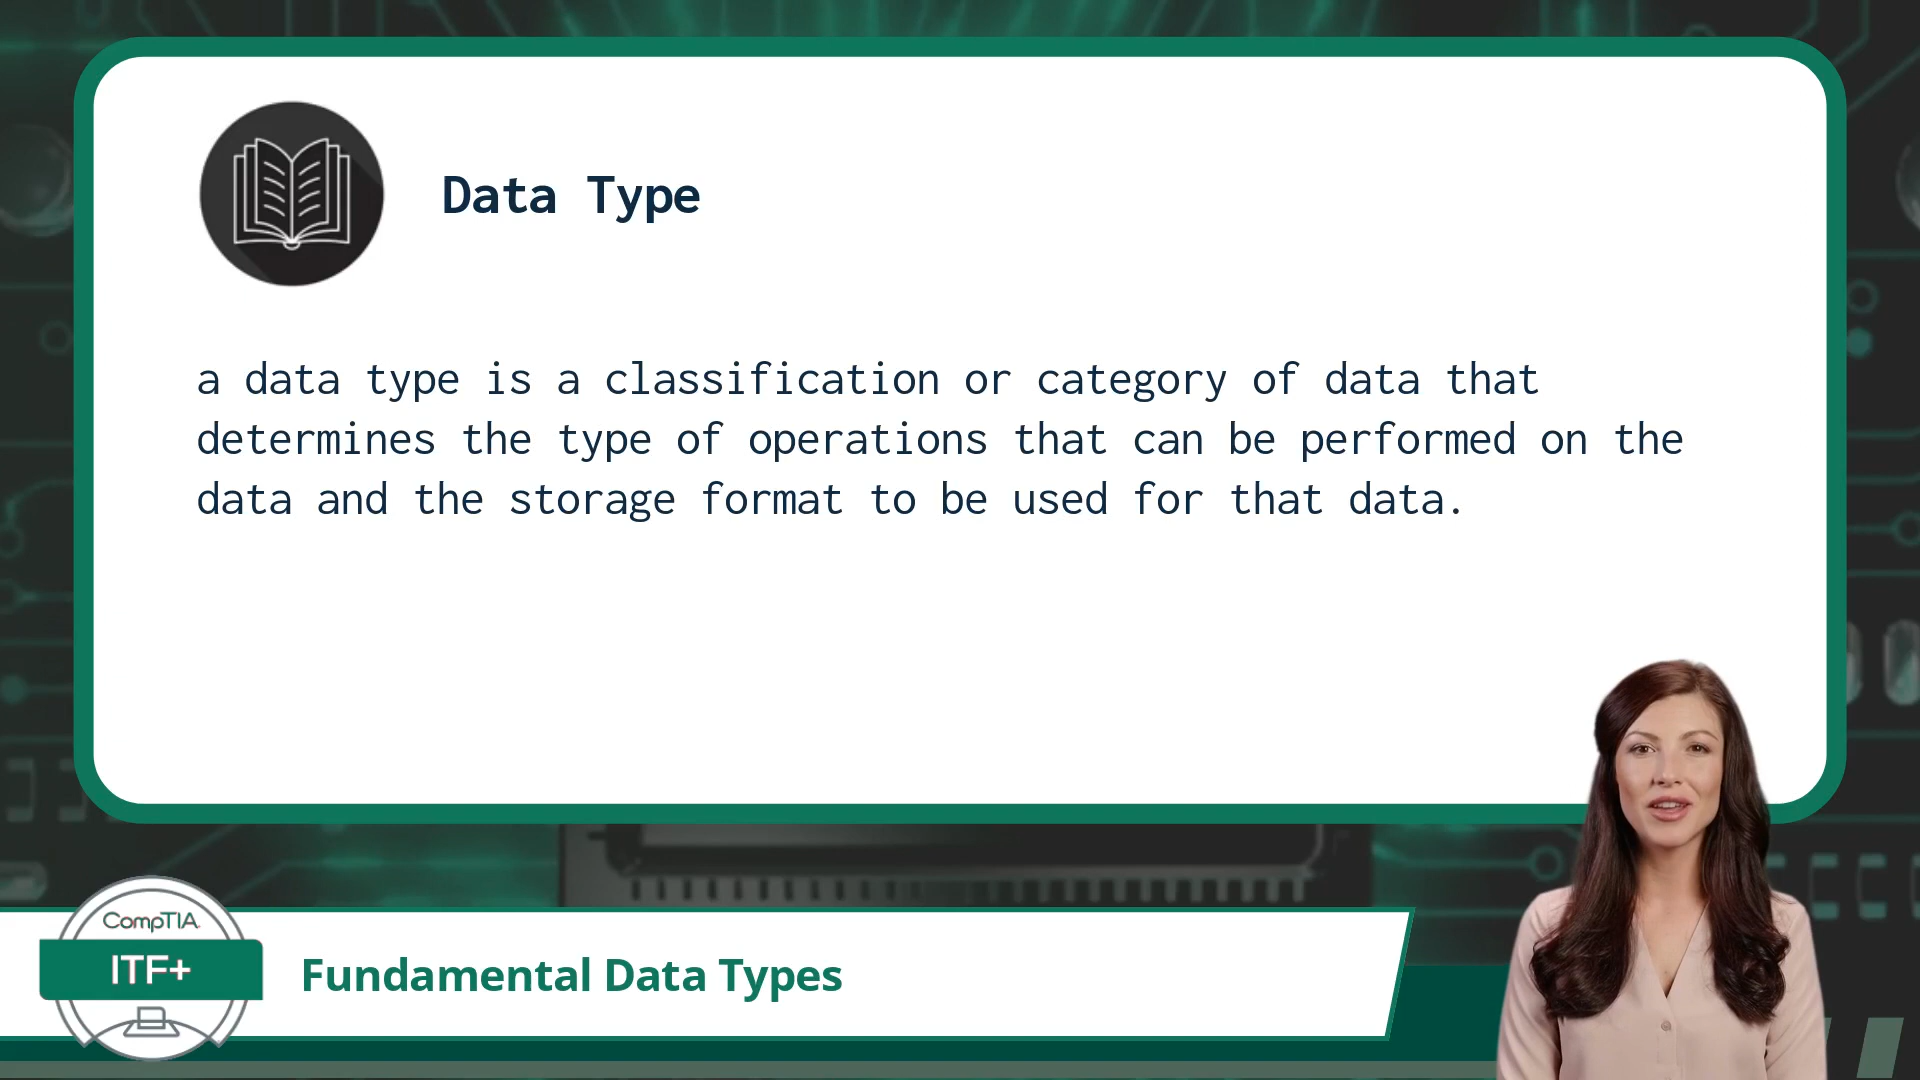 Data Type
a data type is a classification or category of data that
determines the type of operations that can be performed on the
data and the storage format to be used for that data.
CompTIA
ITF+
Fundamental Data Types